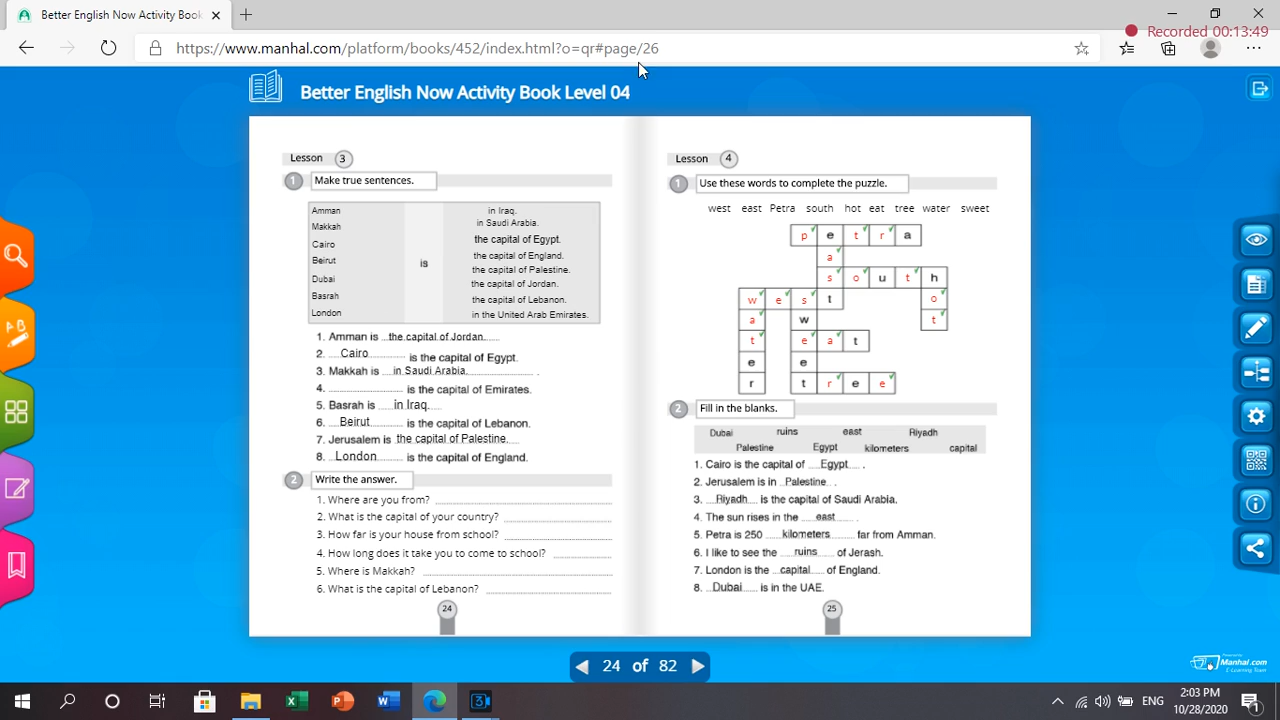 Better English Now Activity Book
Recorded 00:13:49
https://www.manhal.com/platform/books/452/index.html?o=qr#page/26
Better English Now Activity Book Level 04
Lesson 3
1 Make true sentences.
Amman
Makkah
Cairo
Beirut
Dubai
Basrah
London
is
in Iraq.
in Saudi Arabia.
the capital of Egypt.
the capital of England.
the capital of Palestine.
the capital of Jordan.
the capital of Lebanon.
in the United Arab Emirates.
1. Amman is ...the capital of Jordan......
2. ...Cairo............ is the capital of Egypt.
3. Makkah is ...in Saudi Arabia...................... .
4. ........................ is the capital of Emirates.
5. Basrah is ....in Iraq....
6. ...Beirut............ is the capital of Lebanon.
7. Jerusalem is the capital of Palestine.....
8. ..London......... is the capital of England.
2 Write the answer.
1. Where are you from? ........................
2. What is the capital of your country? ........................
3. How far is your house from school? ........................
4. How long does it take you to come to school? ........................
5. Where is Makkah? ........................
6. What is the capital of Lebanon? ........................
24
Lesson 4
1 Use these words to complete the puzzle.
west east Petra south hot eat tree water sweet
p e t r a
a
s o u t h
w e s t o
a w t
t e a t
e e
r t r e e
2 Fill in the blanks.
Dubai ruins east Riyadh
Palestine Egypt kilometers capital
1. Cairo is the capital of ....Egypt.... .
2. Jerusalem is in ..Palestine.. .
3. ...Riyadh... is the capital of Saudi Arabia.
4. The sun rises in the ....east....... .
5. Petra is 250 .....kilometers....... far from Amman.
6. I like to see the ....ruins..... of Jerash.
7. London is the ...capital.... of England.
8. ..Dubai.... is in the UAE.
25
24 of 82
Manhal.com
ENG
2:03 PM
10/28/2020